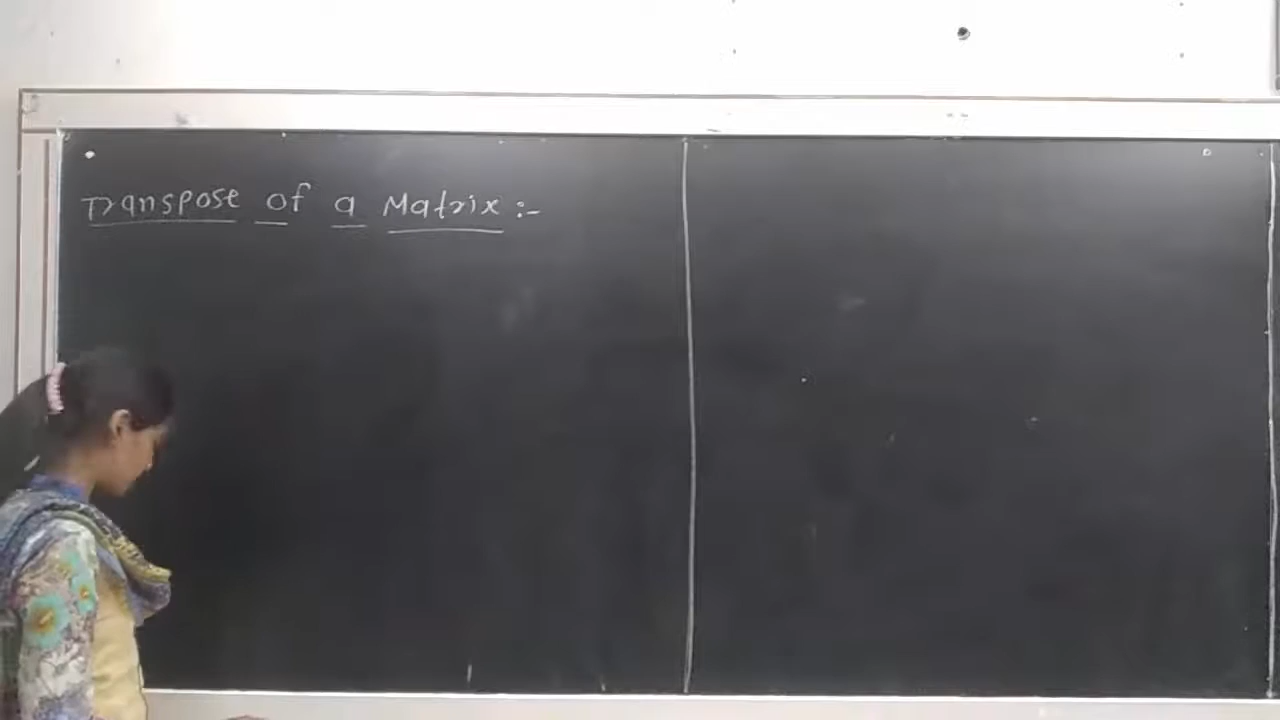 Transpose of a Matrix :-